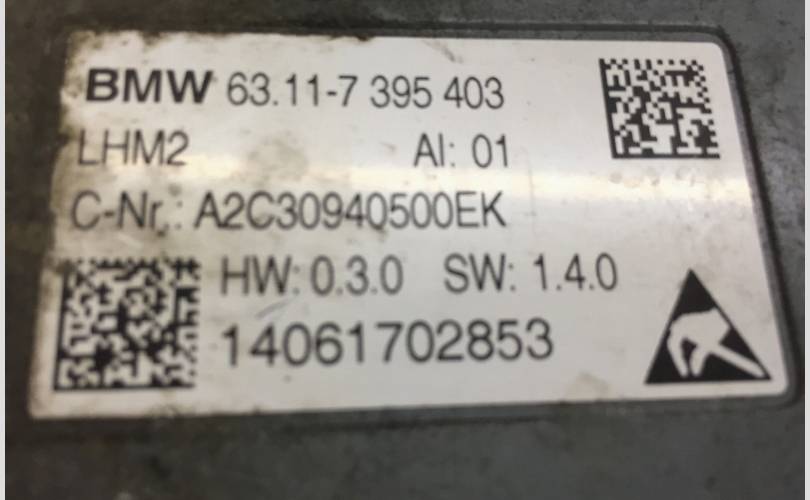 BMW 63.11-7 395 403
LHM2 AI: 01
C-Nr.: A2C30940500EK
HW: 0.3.0 SW: 1.4.0
14061702853